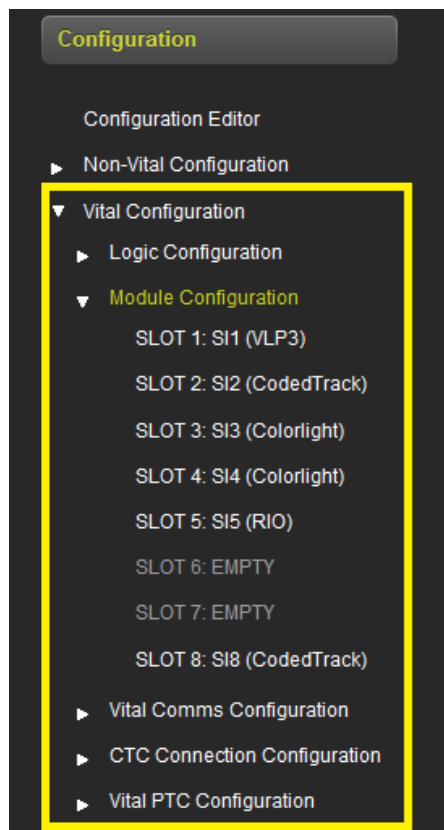 Configuration
Configuration Editor
Non-Vital Configuration
Vital Configuration
Logic Configuration
Module Configuration
SLOT 1: SI1 (VLP3)
SLOT 2: SI2 (CodedTrack)
SLOT 3: SI3 (Colorlight)
SLOT 4: SI4 (Colorlight)
SLOT 5: SI5 (RIO)
SLOT 6: EMPTY
SLOT 7: EMPTY
SLOT 8: SI8 (CodedTrack)
Vital Comms Configuration
CTC Connection Configuration
Vital PTC Configuration